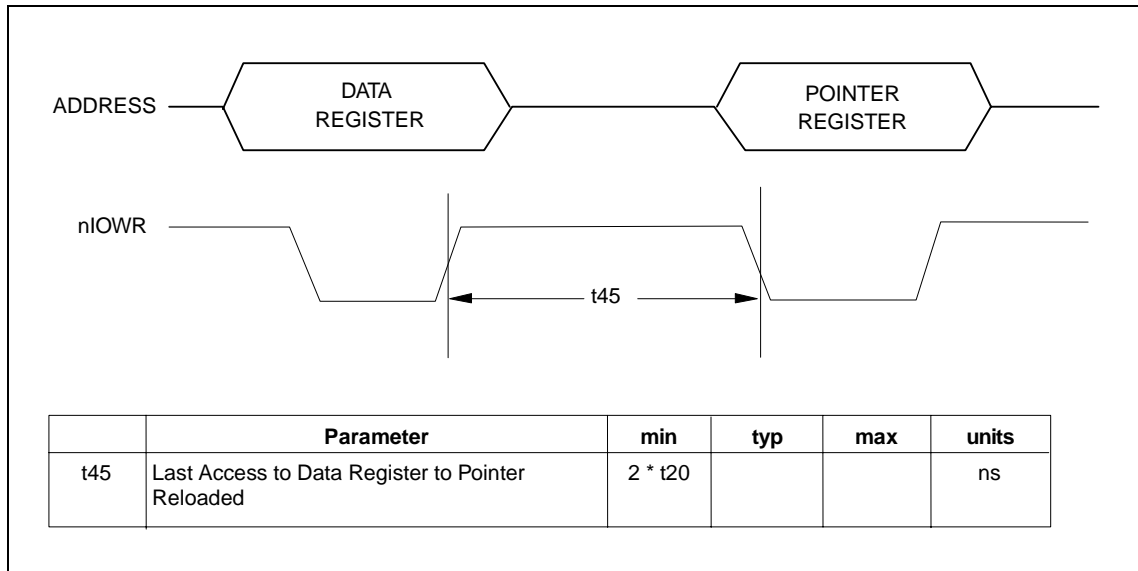 ADDRESS
DATA
REGISTER
POINTER
REGISTER
nIOWR
t45
Parameter min typ max units
t45 Last Access to Data Register to Pointer 2 * t20 ns
Reloaded